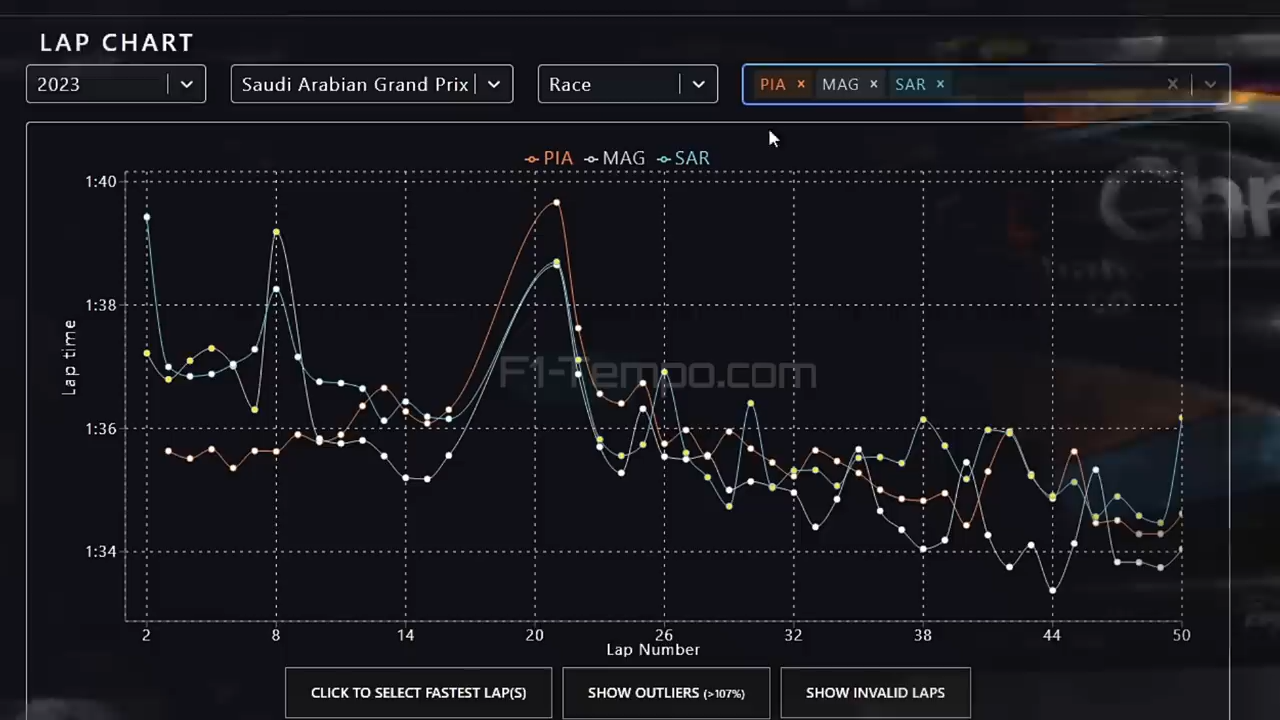 LAP CHART
2023 Saudi Arabian Grand Prix Race PIA × MAG × SAR ×
PIA MAG SAR
1:40
1:38
1:36
1:34
Lap time
F1-Tempo.com
2 8 14 20 26 32 38 44 50
Lap Number
CLICK TO SELECT FASTEST LAP(S) SHOW OUTLIERS (>107%) SHOW INVALID LAPS